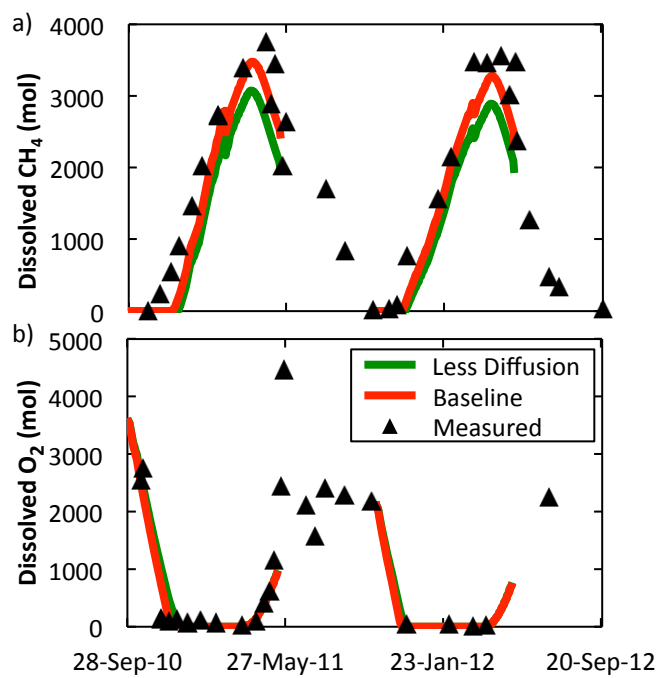 a)
4000
3000
2000
1000
0
Dissolved CH4 (mol)
b)
5000
4000
3000
2000
1000
0
Dissolved O2 (mol)
Less Diffusion
Baseline
Measured
28-Sep-10 27-May-11 23-Jan-12 20-Sep-12